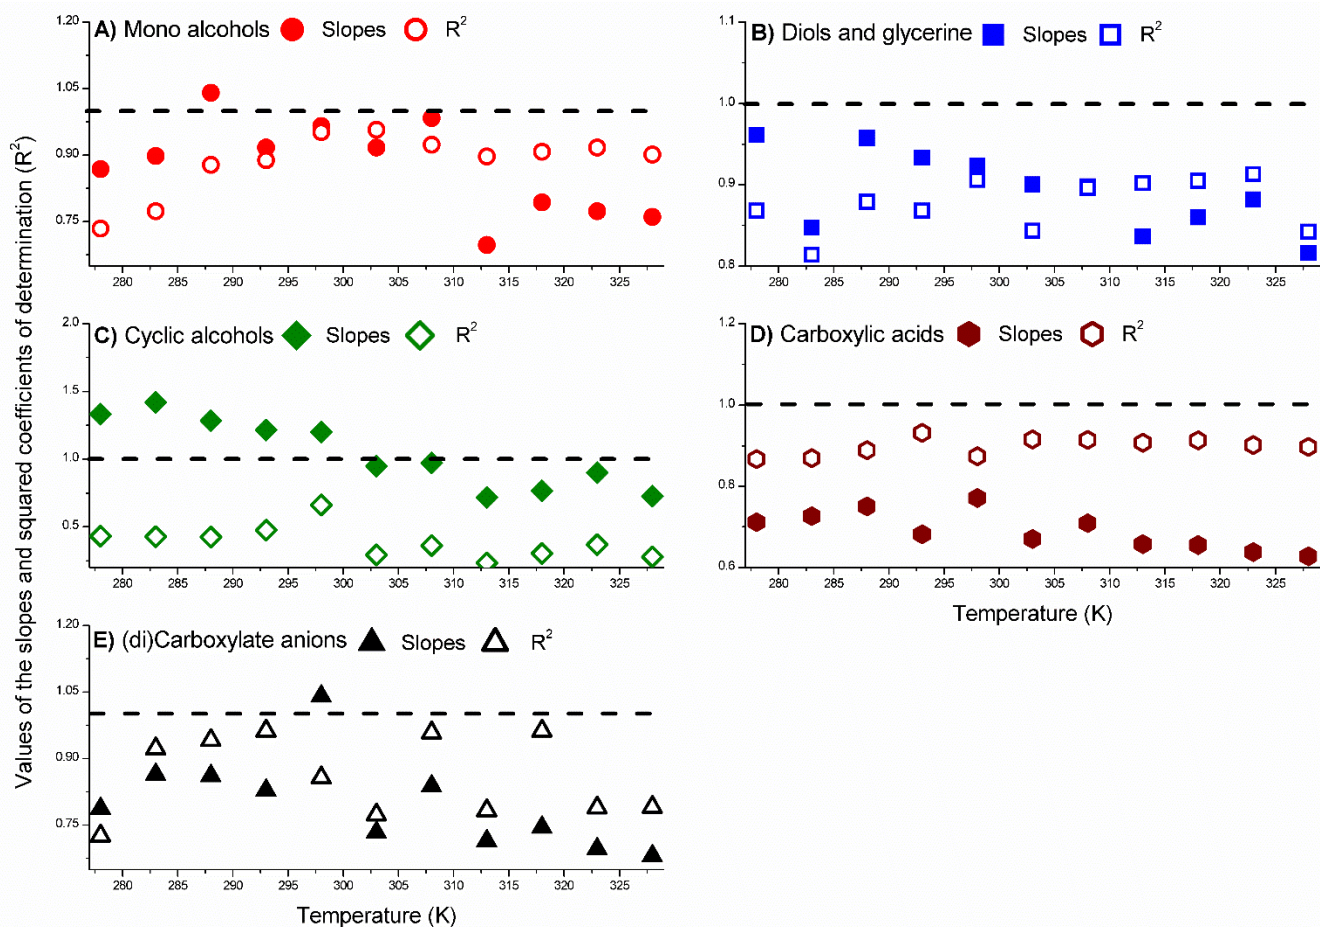 Values of the slopes and squared coefficients of determination (R²)
A) Mono alcohols Slopes R²
1.20
1.05
0.90
0.75
280 285 290 295 300 305 310 315 320 325
B) Diols and glycerine Slopes R²
1.1
1.0
0.9
0.8
280 285 290 295 300 305 310 315 320 325
C) Cyclic alcohols Slopes R²
2.0
1.5
1.0
0.5
280 285 290 295 300 305 310 315 320 325
D) Carboxylic acids Slopes R²
1.2
1.0
0.8
0.6
280 285 290 295 300 305 310 315 320 325
Temperature (K)
E) (di)Carboxylate anions Slopes R²
1.20
1.05
0.90
0.75
280 285 290 295 300 305 310 315 320 325
Temperature (K)